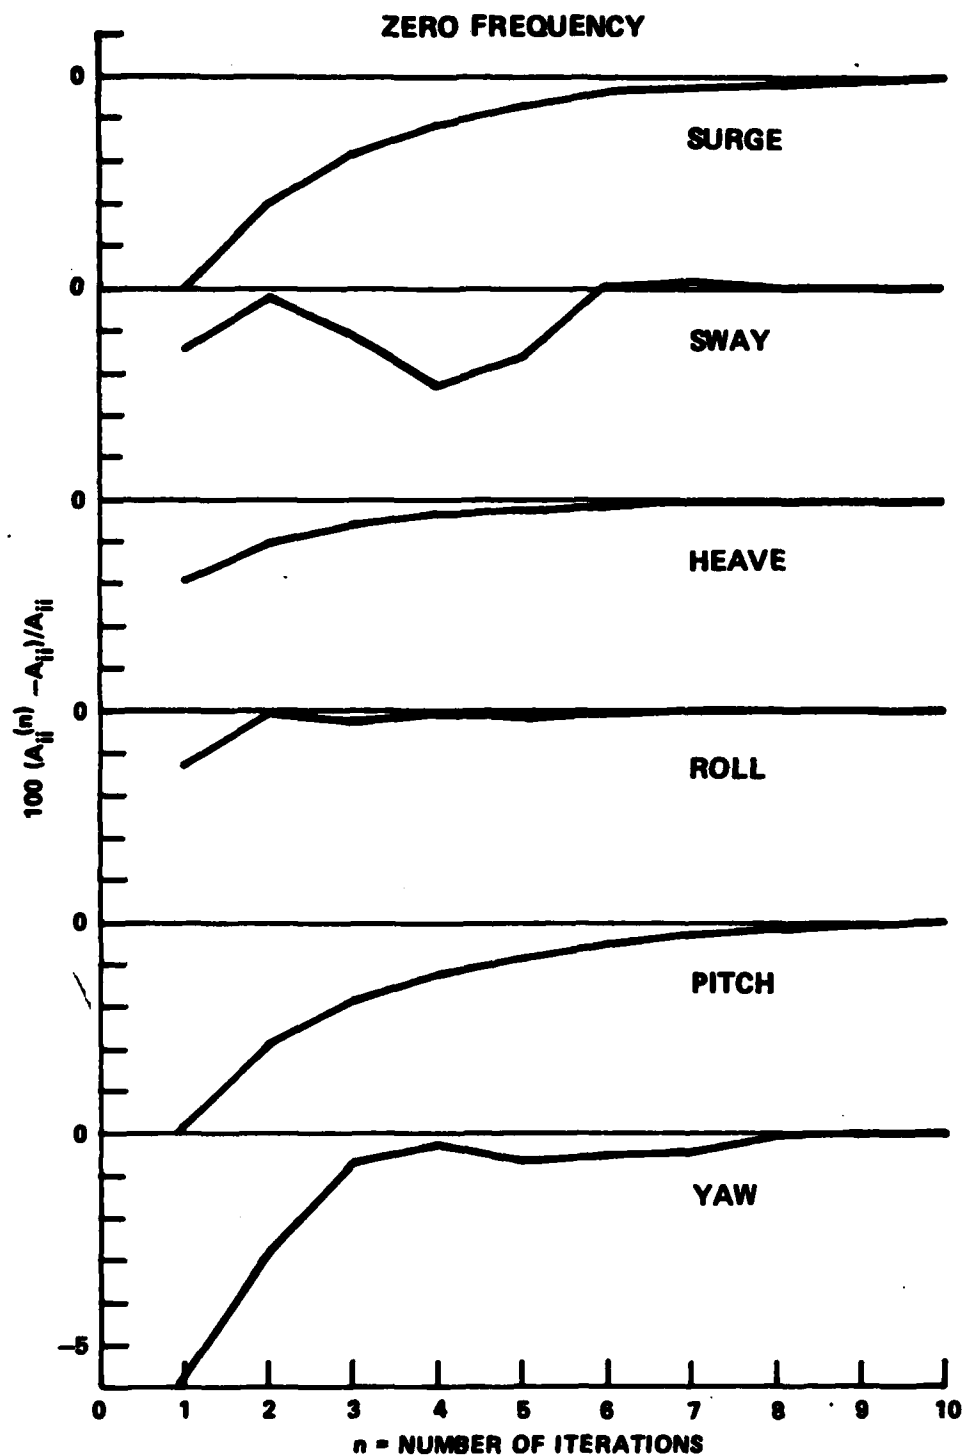 ZERO FREQUENCY
0
SURGE
0
SWAY
0
HEAVE
100 (A_ii^(n) –A_ii)/A_ii
0
ROLL
0
PITCH
0
YAW
–5
0 1 2 3 4 5 6 7 8 9 10
n = NUMBER OF ITERATIONS